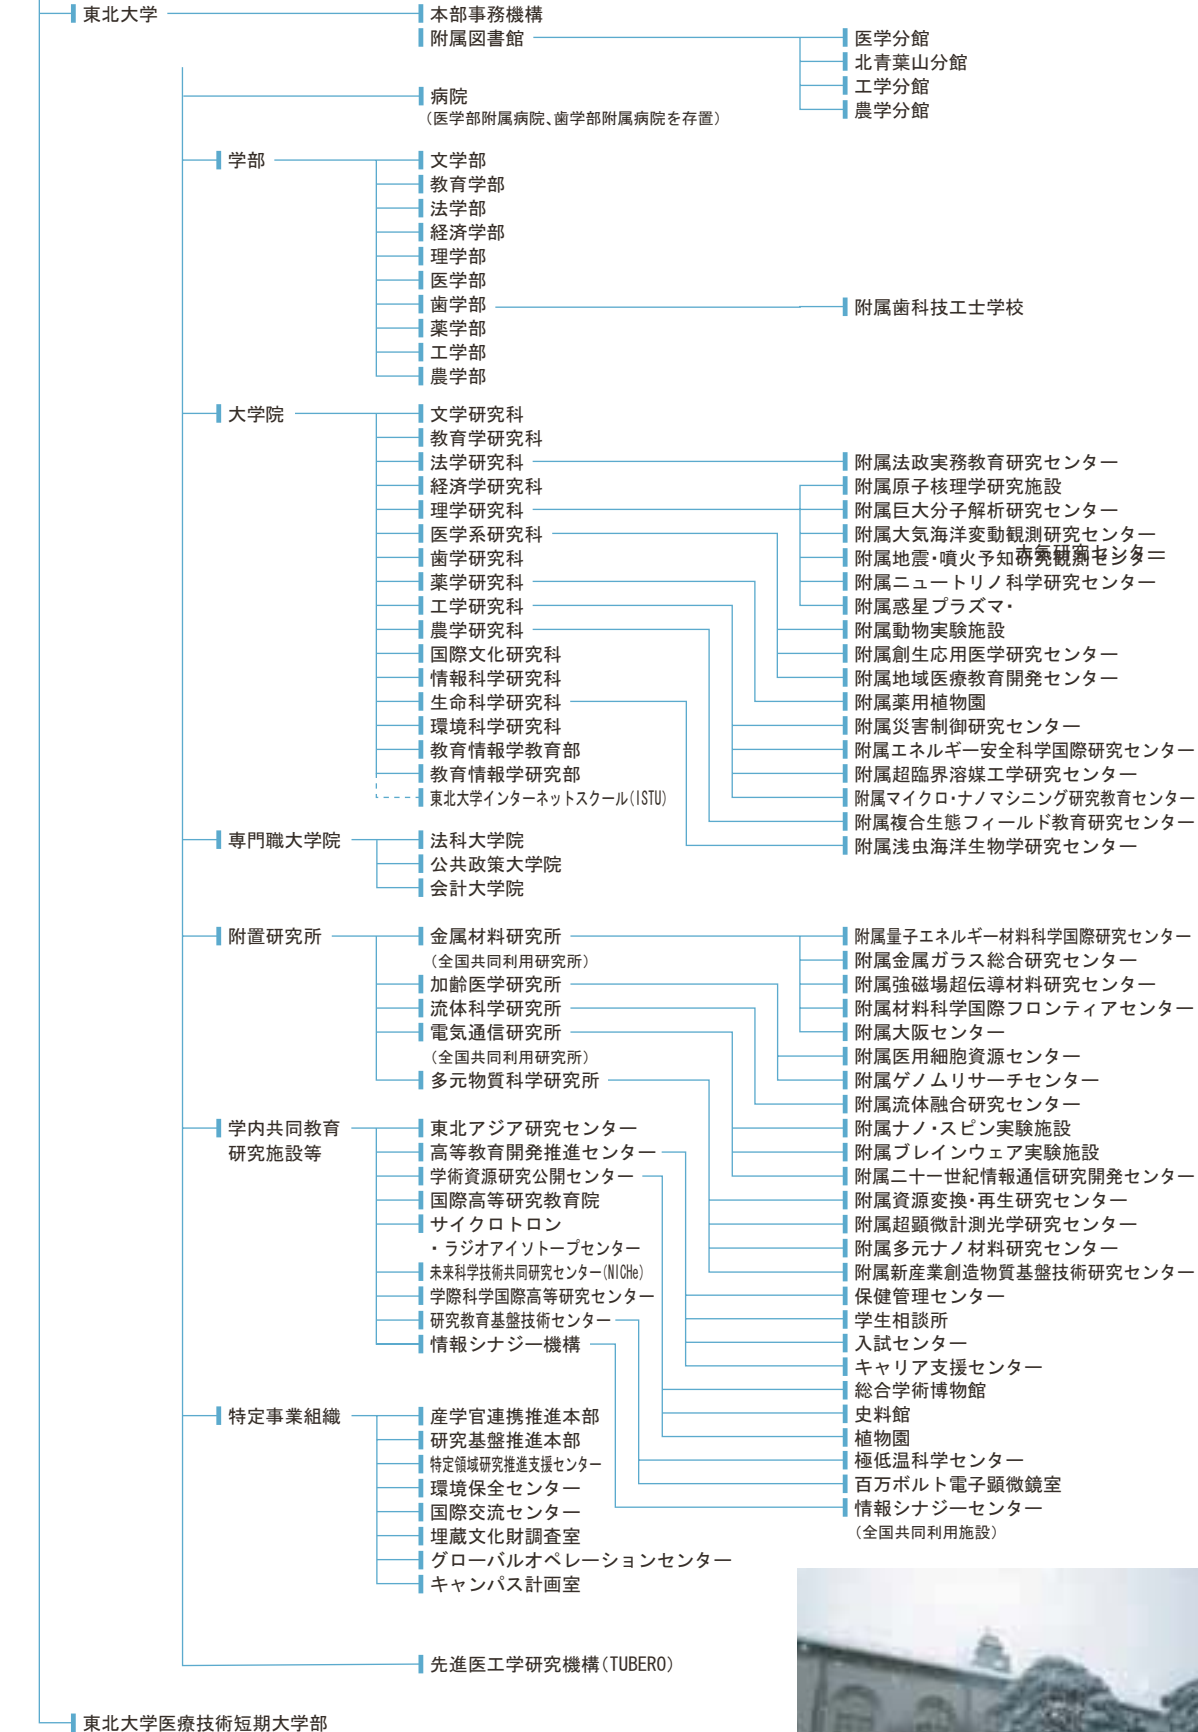 東北大学
本部事務機構
附属図書館
医学分館
北青葉山分館
工学分館
農学分館
病院
（医学部附属病院、歯学部附属病院を存置）
学部
文学部
教育学部
法学部
経済学部
理学部
医学部
歯学部
附属歯科技工士学校
薬学部
工学部
農学部
大学院
文学研究科
教育学研究科
法学研究科
経済学研究科
理学研究科
医学系研究科
歯学研究科
薬学研究科
工学研究科
農学研究科
国際文化研究科
情報科学研究科
生命科学研究科
環境科学研究科
教育情報学教育部
教育情報学研究部
東北大学インターネットスクール(ISTU)
附属法政実務教育研究センター
附属原子核理学研究施設
附属巨大分子解析研究センター
附属大気海洋変動観測研究センター
附属地震・噴火予知研究観測センター
附属ニュートリノ科学研究センター
附属惑星プラズマ・
大気研究センター
附属動物実験施設
附属創生応用医学研究センター
附属地域医療教育開発センター
附属薬用植物園
附属災害制御研究センター
附属エネルギー安全科学国際研究センター
附属超臨界溶媒工学研究センター
附属マイクロ・ナノマシニング研究教育センター
附属複合生態フィールド教育研究センター
附属浅虫海洋生物学研究センター
専門職大学院
法科大学院
公共政策大学院
会計大学院
附置研究所
金属材料研究所
（全国共同利用研究所）
加齢医学研究所
流体科学研究所
電気通信研究所
（全国共同利用研究所）
多元物質科学研究所
附属量子エネルギー材料科学国際研究センター
附属金属ガラス総合研究センター
附属強磁場超伝導材料研究センター
附属材料科学国際フロンティアセンター
附属大阪センター
附属医用細胞資源センター
附属ゲノムリサーチセンター
附属流体融合研究センター
附属ナノ・スピン実験施設
附属ブレインウェア実験施設
附属二十一世紀情報通信研究開発センター
附属資源変換・再生研究センター
附属超顕微計測光学研究センター
附属多元ナノ材料研究センター
附属新産業創造物質基盤技術研究センター
学内共同教育
研究施設等
東北アジア研究センター
高等教育開発推進センター
学術資源研究公開センター
国際高等研究教育院
サイクロトロン
・ラジオアイソトープセンター
未来科学技術共同研究センター(NICHe)
学際科学国際高等研究センター
研究教育基盤技術センター
情報シナジー機構
保健管理センター
学生相談所
入試センター
キャリア支援センター
総合学術博物館
史料館
植物園
極低温科学センター
百万ボルト電子顕微鏡室
情報シナジーセンター
（全国共同利用施設）
特定事業組織
産学官連携推進本部
研究基盤推進本部
特定領域研究推進支援センター
環境保全センター
国際交流センター
埋蔵文化財調査室
グローバルオペレーションセンター
キャンパス計画室
先進医工学研究機構(TUBERO)
東北大学医療技術短期大学部